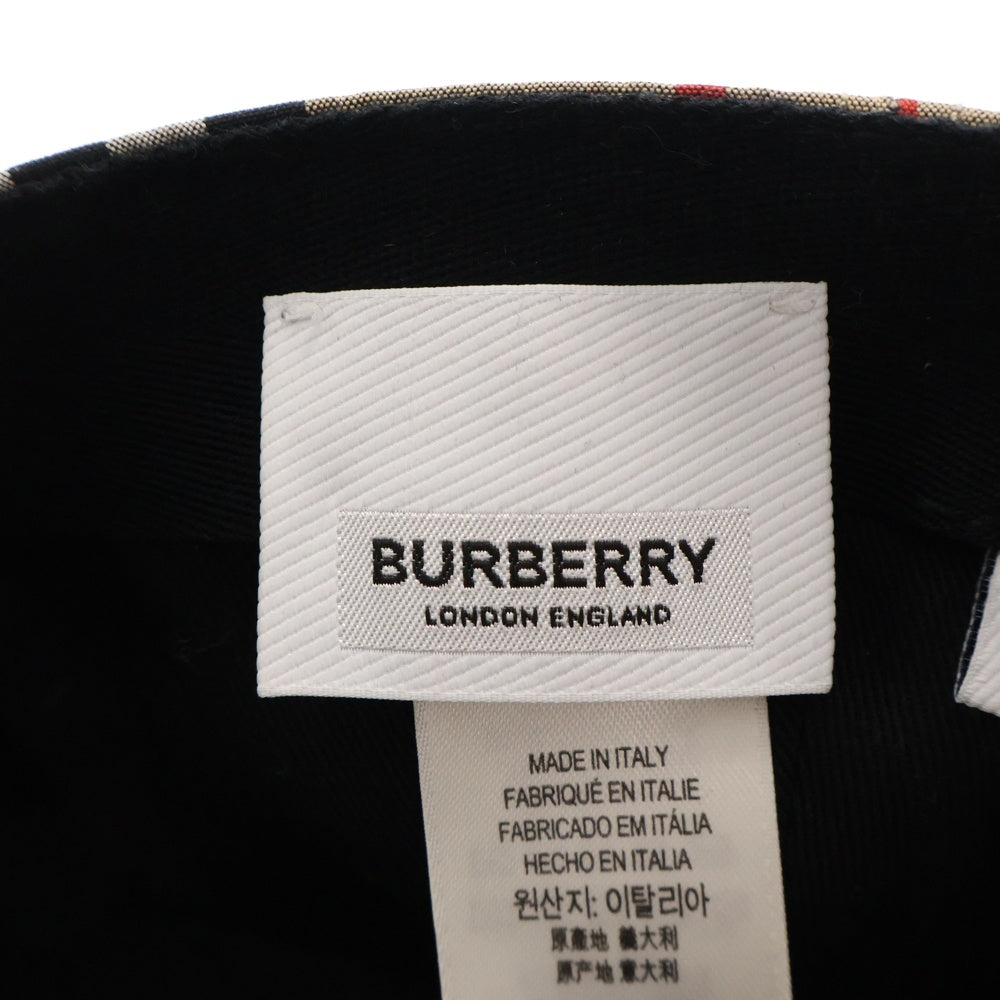 BURBERRY
LONDON ENGLAND
MADE IN ITALY
FABRIQUÉ EN ITALIE
FABRICADO EM ITÁLIA
HECHO EN ITALIA
원산지: 이탈리아
原產地 義大利
原产地 意大利